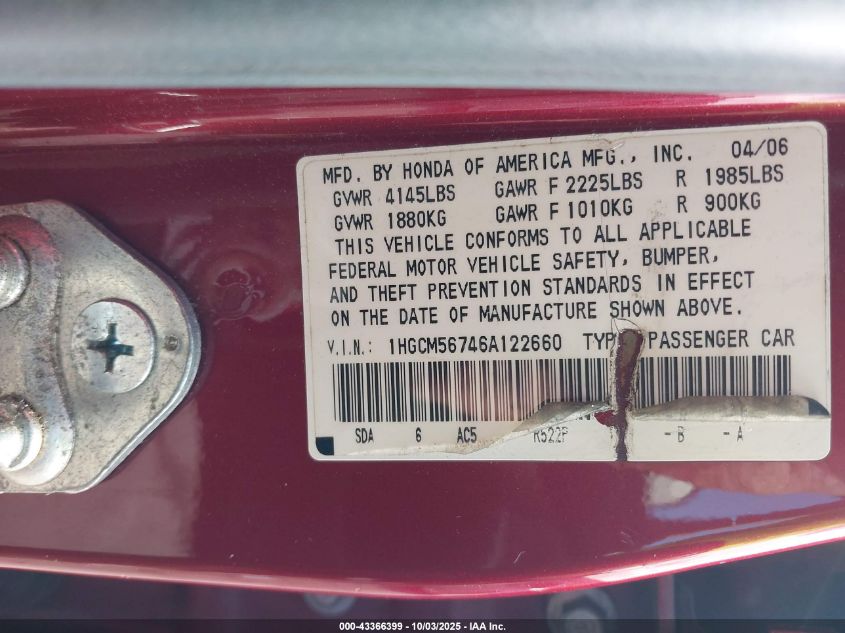 MFD. BY HONDA OF AMERICA MFG., INC. 04/06
GVWR 4145LBS GAWR F 2225LBS R 1985LBS
GVWR 1880KG GAWR F 1010KG R 900KG
THIS VEHICLE CONFORMS TO ALL APPLICABLE
FEDERAL MOTOR VEHICLE SAFETY, BUMPER,
AND THEFT PREVENTION STANDARDS IN EFFECT
ON THE DATE OF MANUFACTURE SHOWN ABOVE.
V.I.N.: 1HGCM56746A122660 TYP PASSENGER CAR
SDA 6 AC5 R522P - B - A
000-43366399 - 10/03/2025 - IAA Inc.